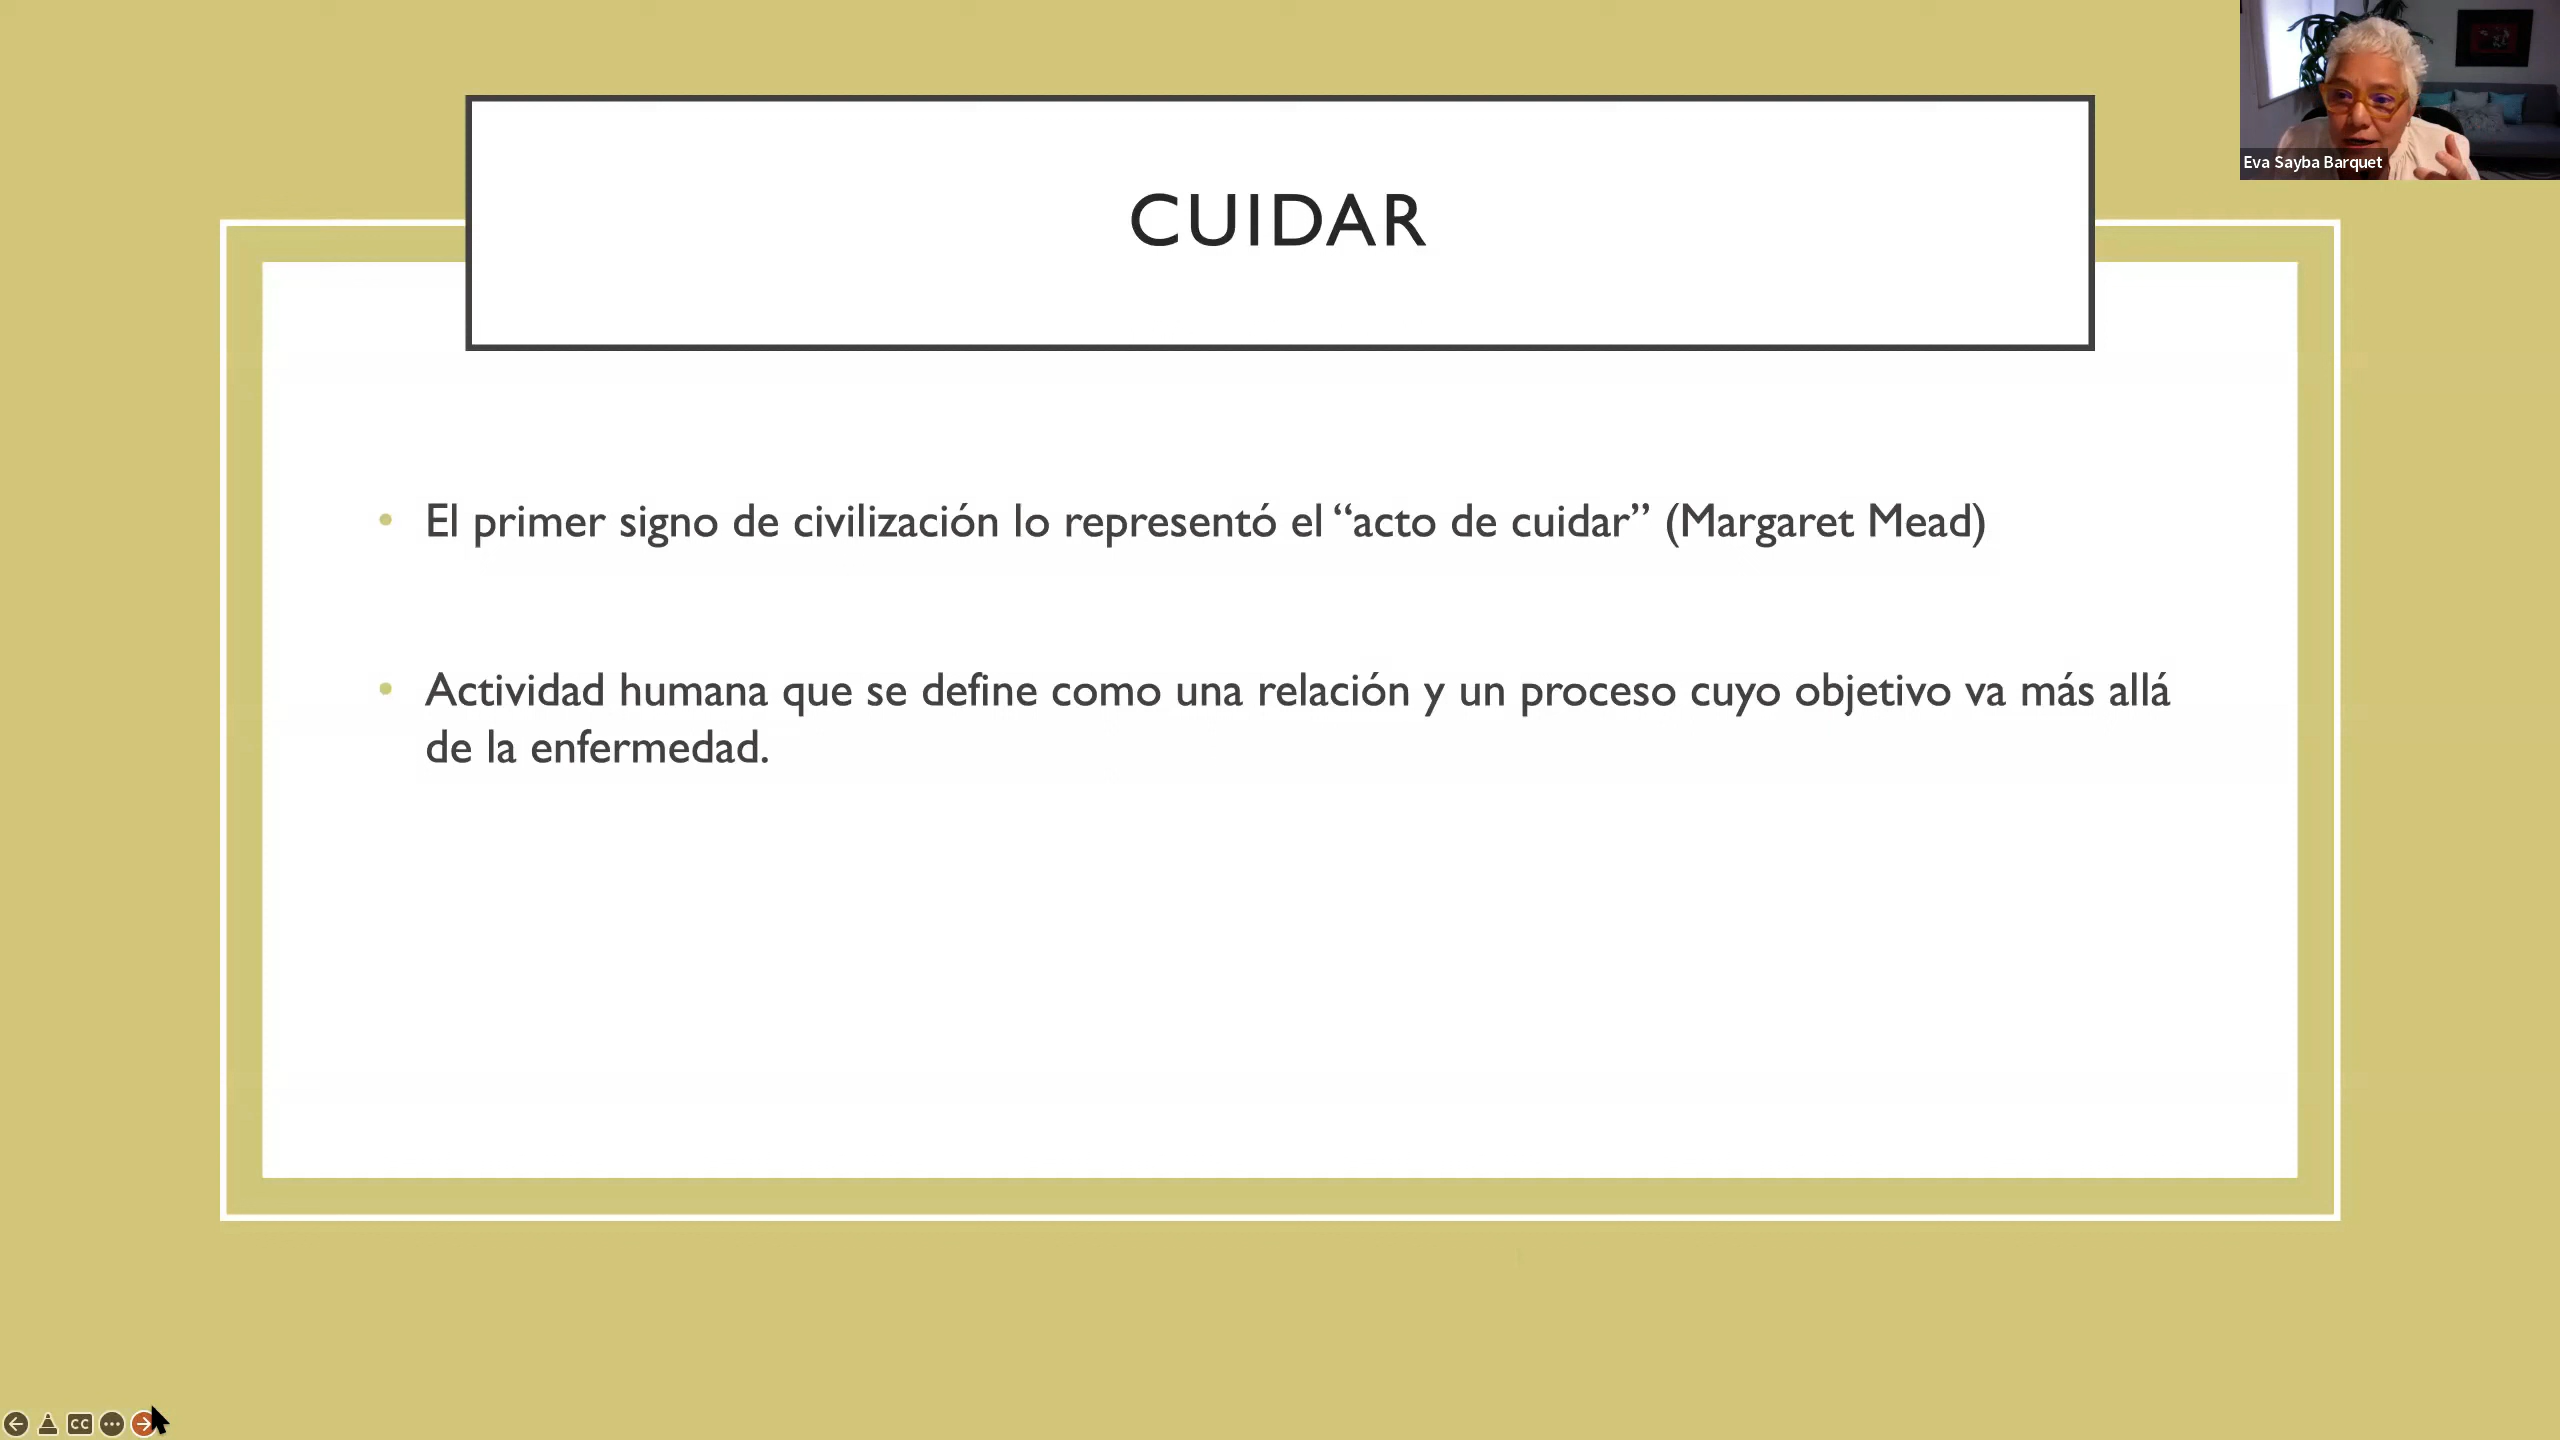 Eva Sayba Barquet
CUIDAR
• El primer signo de civilización lo representó el “acto de cuidar” (Margaret Mead)
• Actividad humana que se define como una relación y un proceso cuyo objetivo va más allá
de la enfermedad.
CC